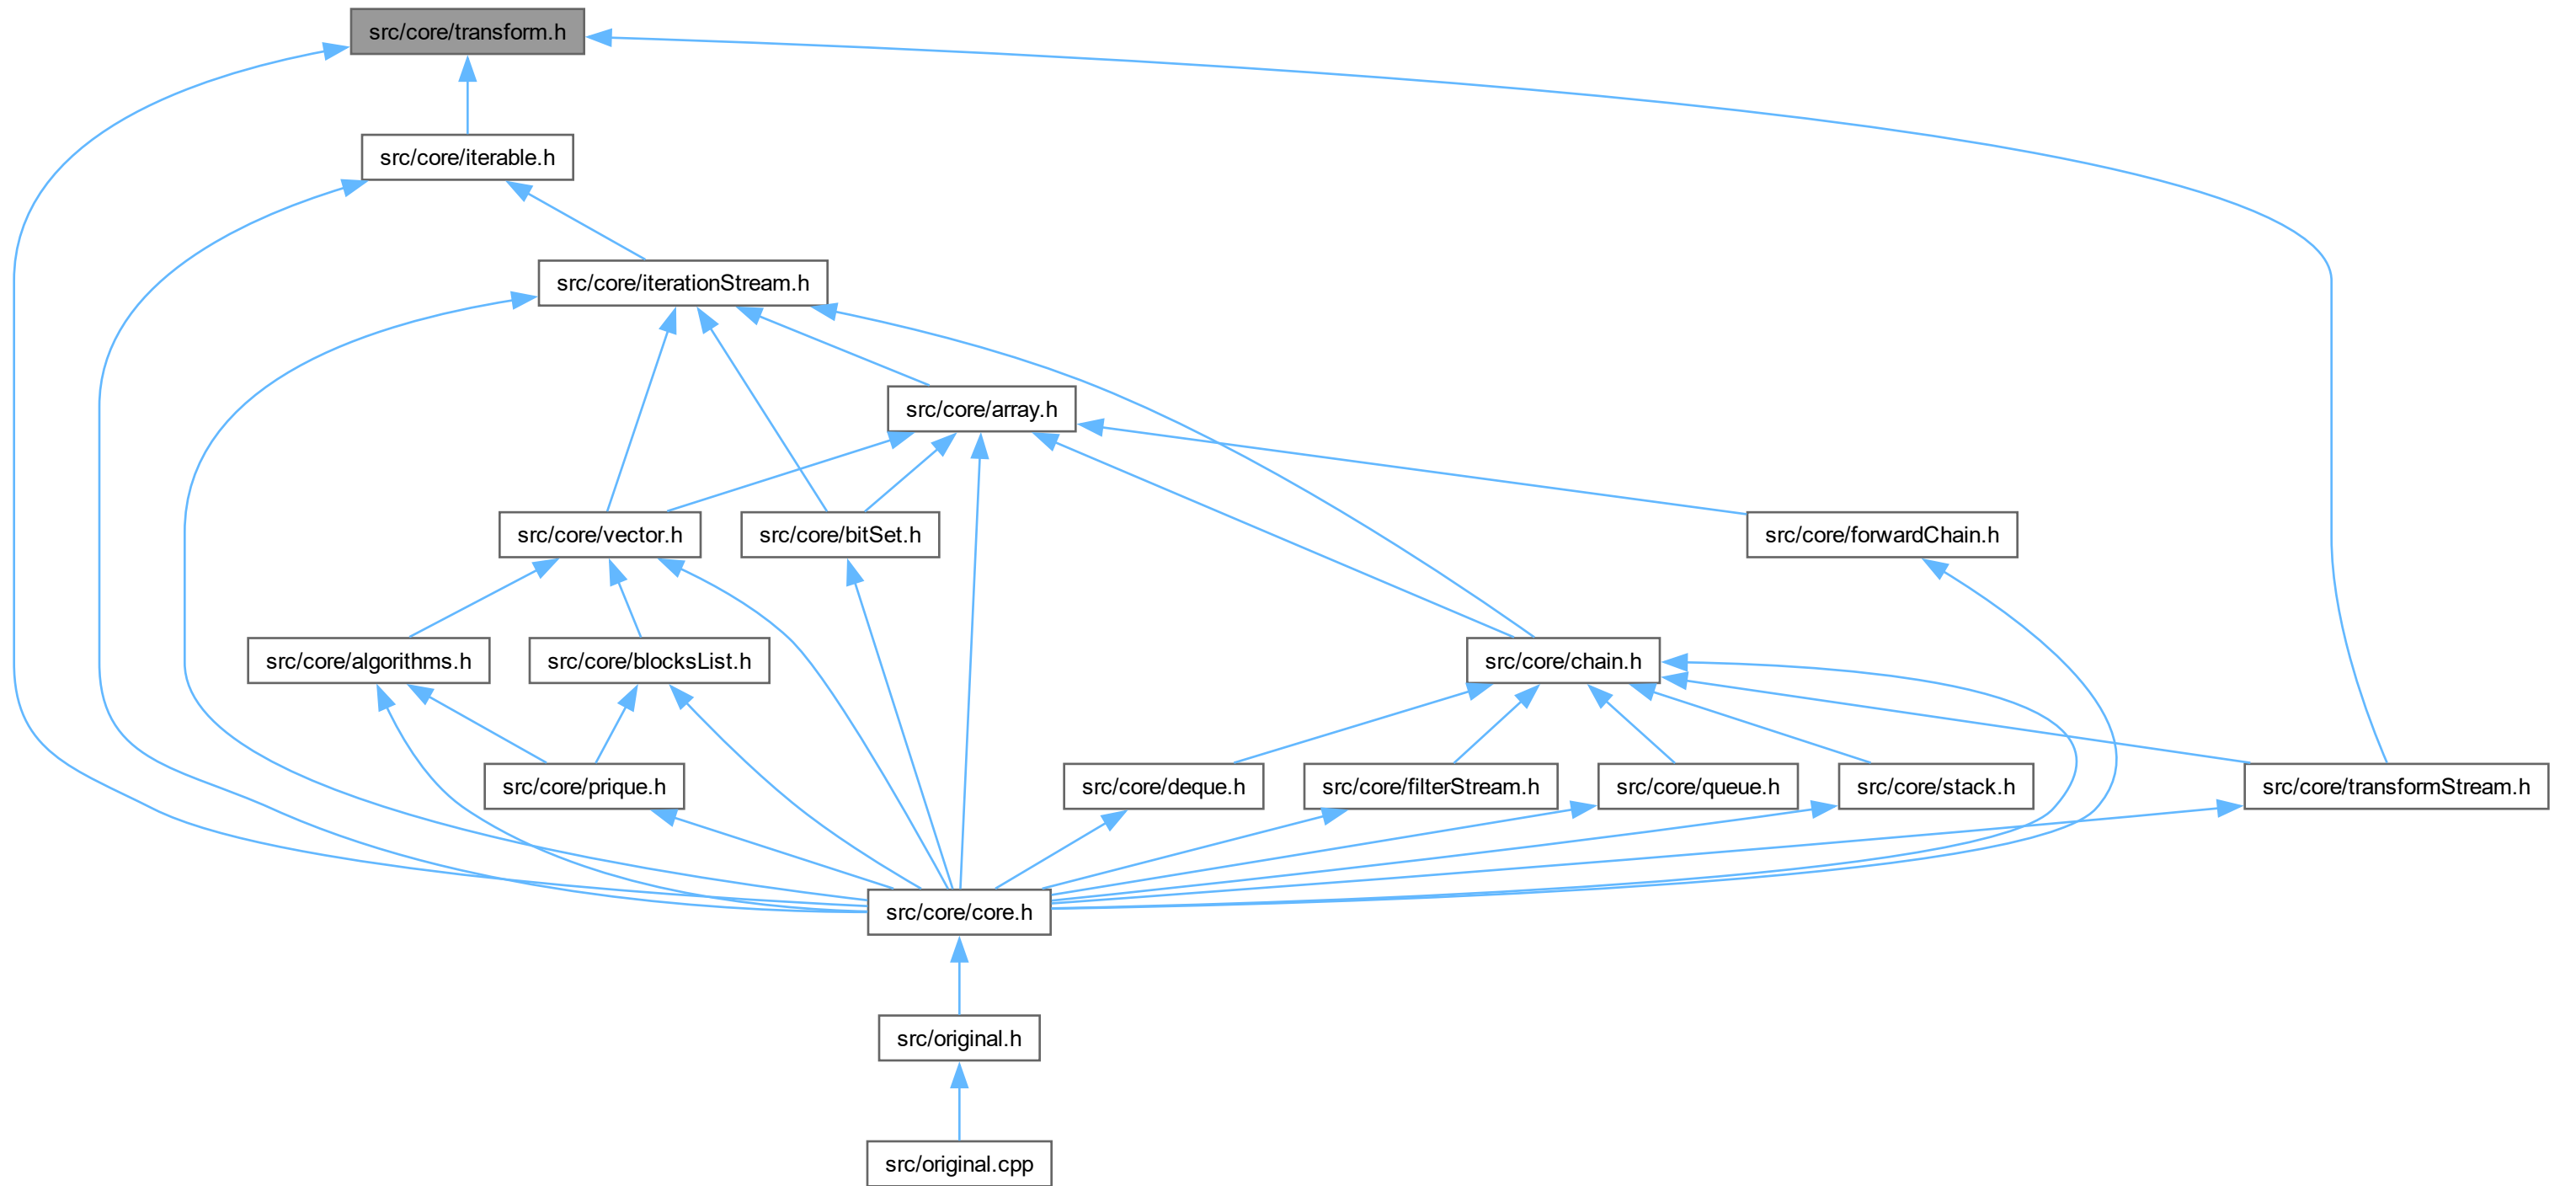 src/core/transform.h
src/core/iterable.h
src/core/iterationStream.h
src/core/array.h
src/core/vector.h
src/core/bitSet.h
src/core/forwardChain.h
src/core/algorithms.h
src/core/blocksList.h
src/core/chain.h
src/core/prique.h
src/core/deque.h
src/core/filterStream.h
src/core/queue.h
src/core/stack.h
src/core/transformStream.h
src/core/core.h
src/original.h
src/original.cpp